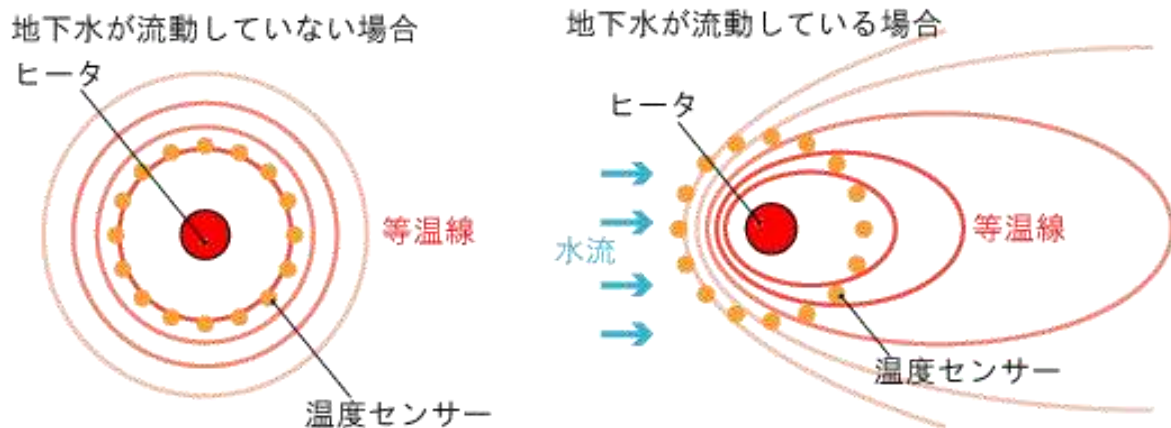 地下水が流動していない場合
ヒータ
等温線
温度センサー
地下水が流動している場合
ヒータ
水流
等温線
温度センサー